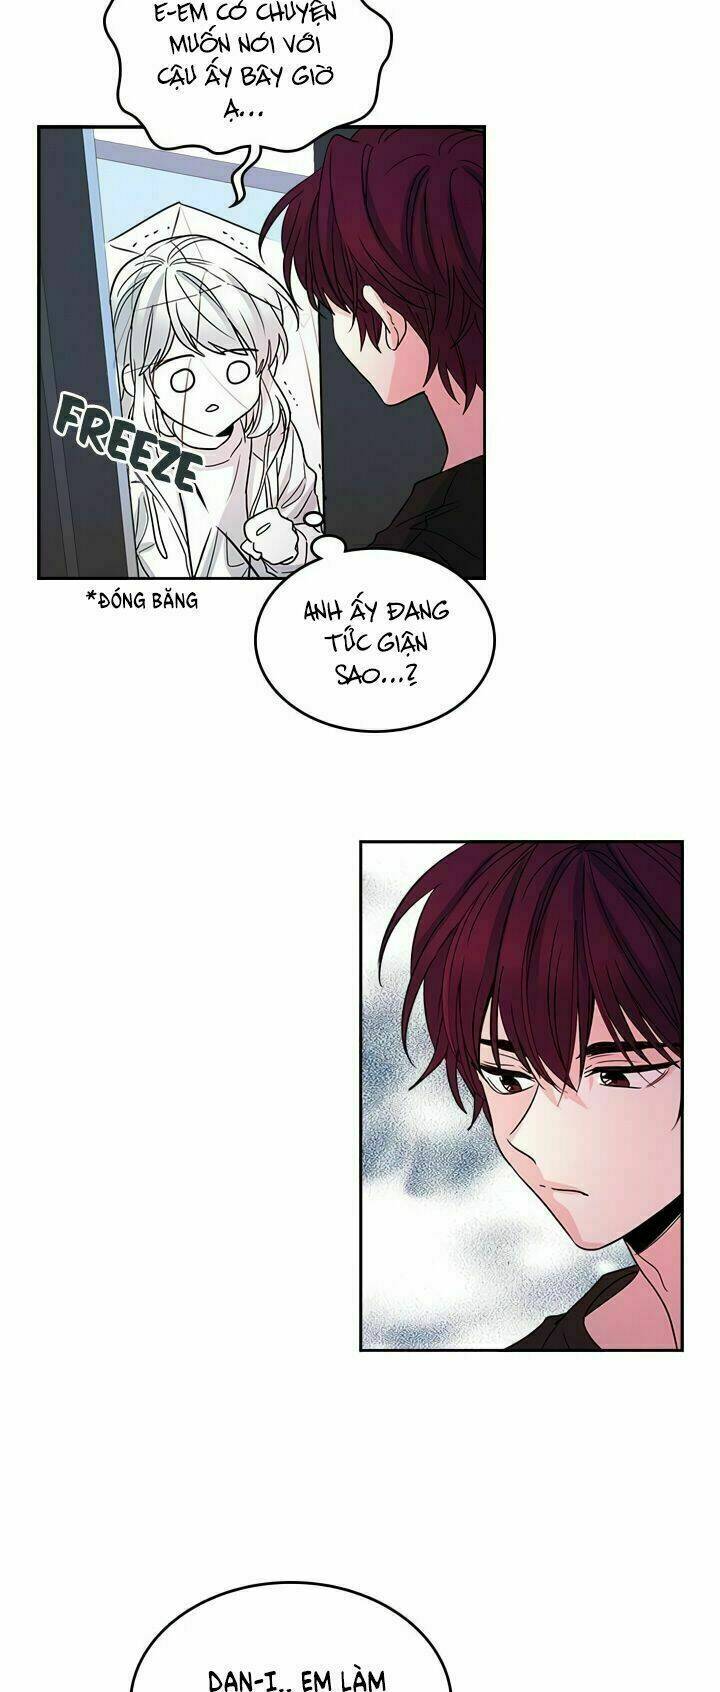 E-EM CÓ CHUYỆN
MUỐN NÓI VỚI
CẬU ẤY BÂY GIỜ
Ạ...
FREEZE
*ĐÓNG BĂNG
ANH ẤY ĐANG
TỨC GIẬN
SAO...?
DAN-I.. EM LÀM